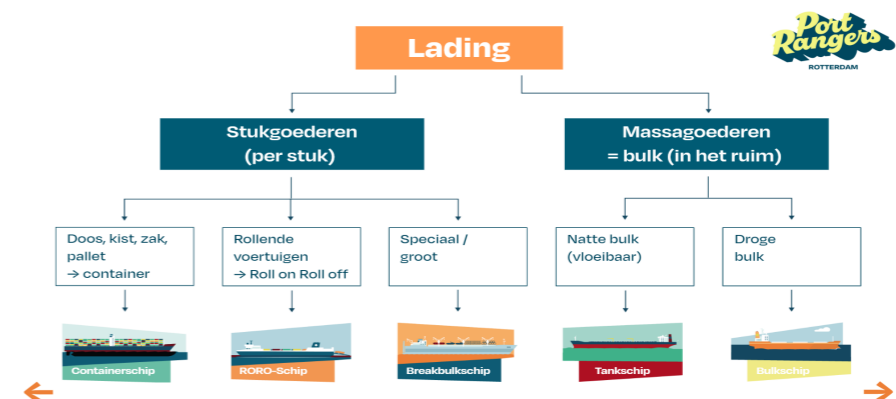 Port
Rangers
ROTTERDAM
Lading
Stukgoederen
(per stuk)
Massagoederen
= bulk (in het ruim)
Doos, kist, zak,
pallet
→ container
Rollende
voertuigen
→ Roll on Roll off
Speciaal /
groot
Natte bulk
(vloeibaar)
Droge
bulk
Containerschip
RORO-Schip
Breakbulkschip
Tankschip
Bulkschip